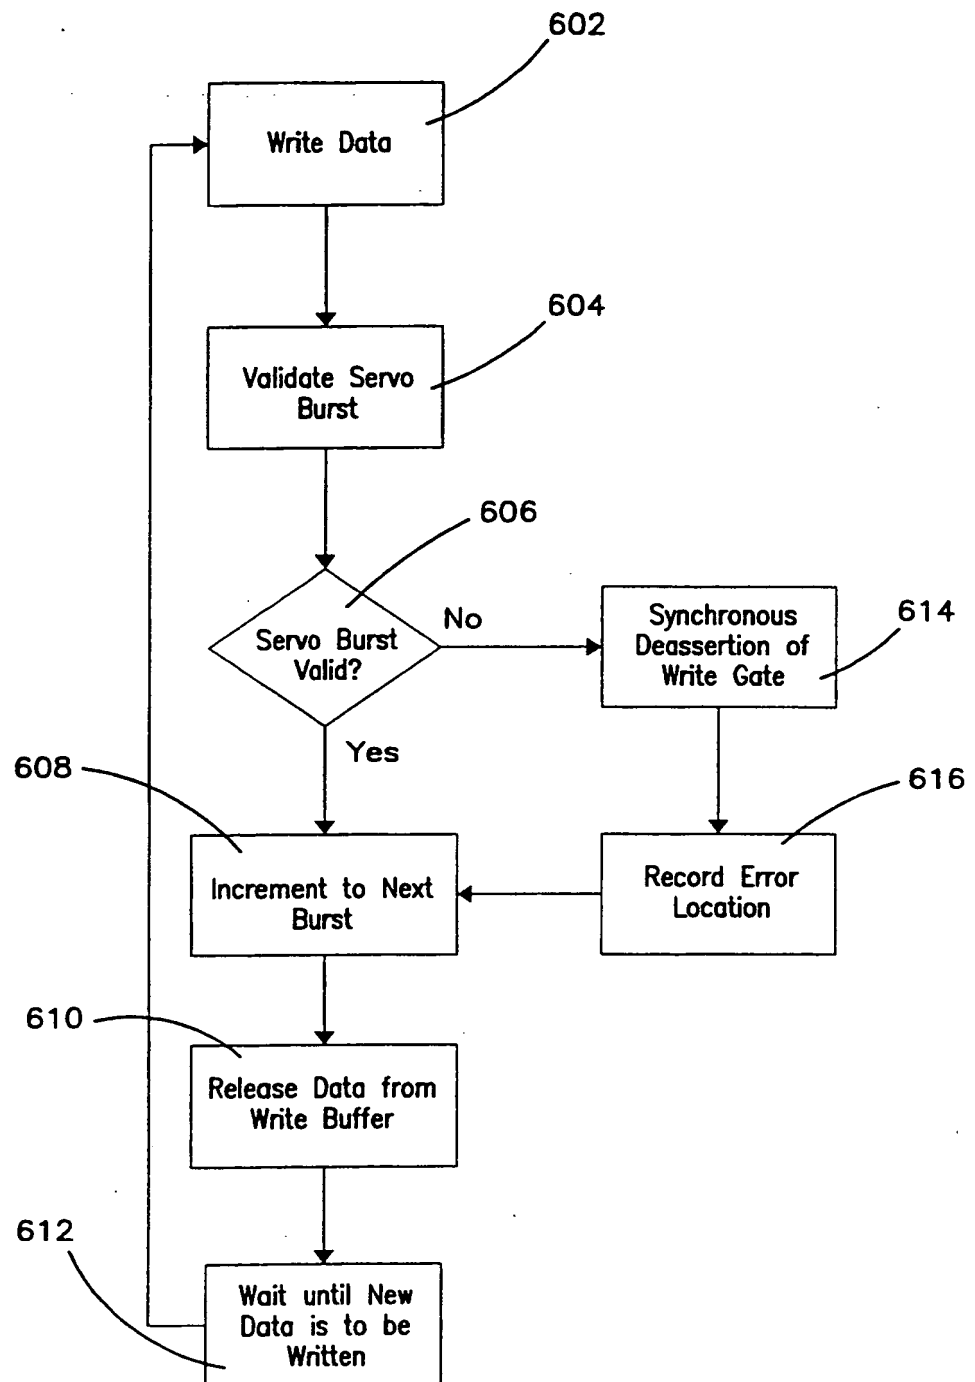 602
Write Data
604
Validate Servo
Burst
606
Servo Burst
Valid?
No
Synchronous
Deassertion of
Write Gate
614
Yes
608
616
Increment to Next
Burst
Record Error
Location
610
Release Data from
Write Buffer
612
Wait until New
Data is to be
Written